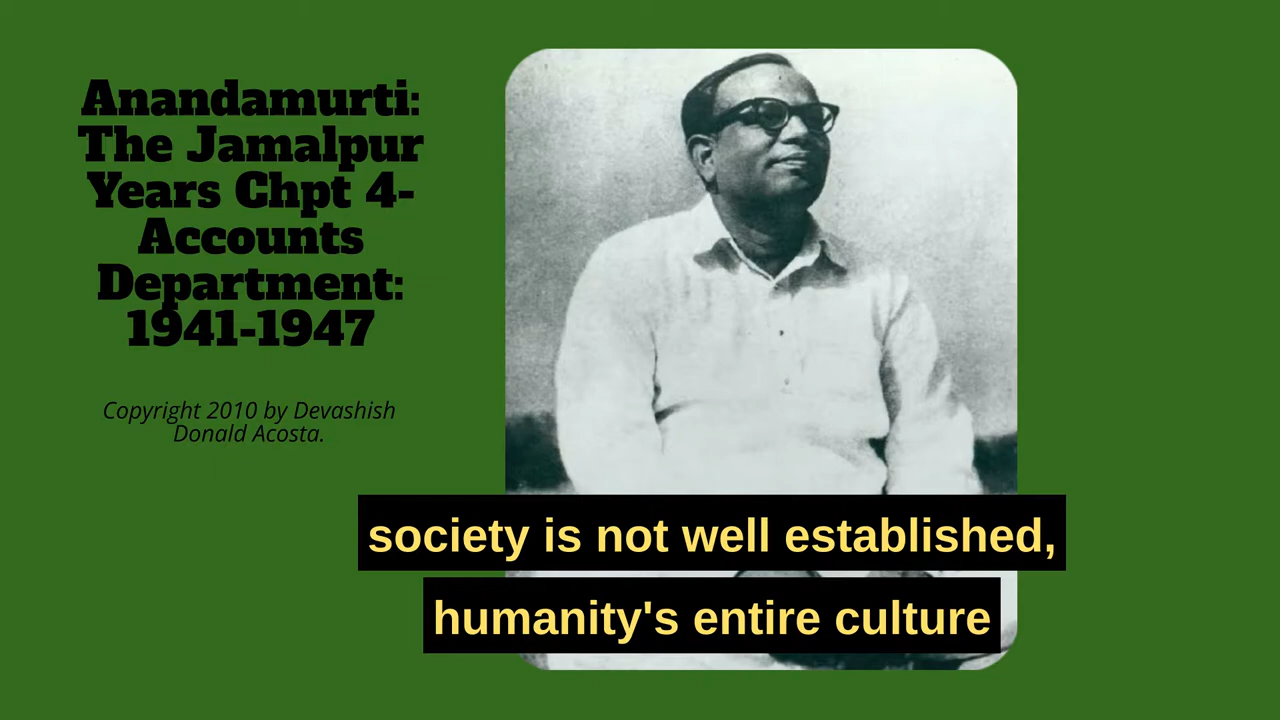 Anandamurti:
The Jamalpur
Years Chpt 4-
Accounts
Department:
1941-1947
Copyright 2010 by Devashish
Donald Acosta.
society is not well established,
humanity's entire culture